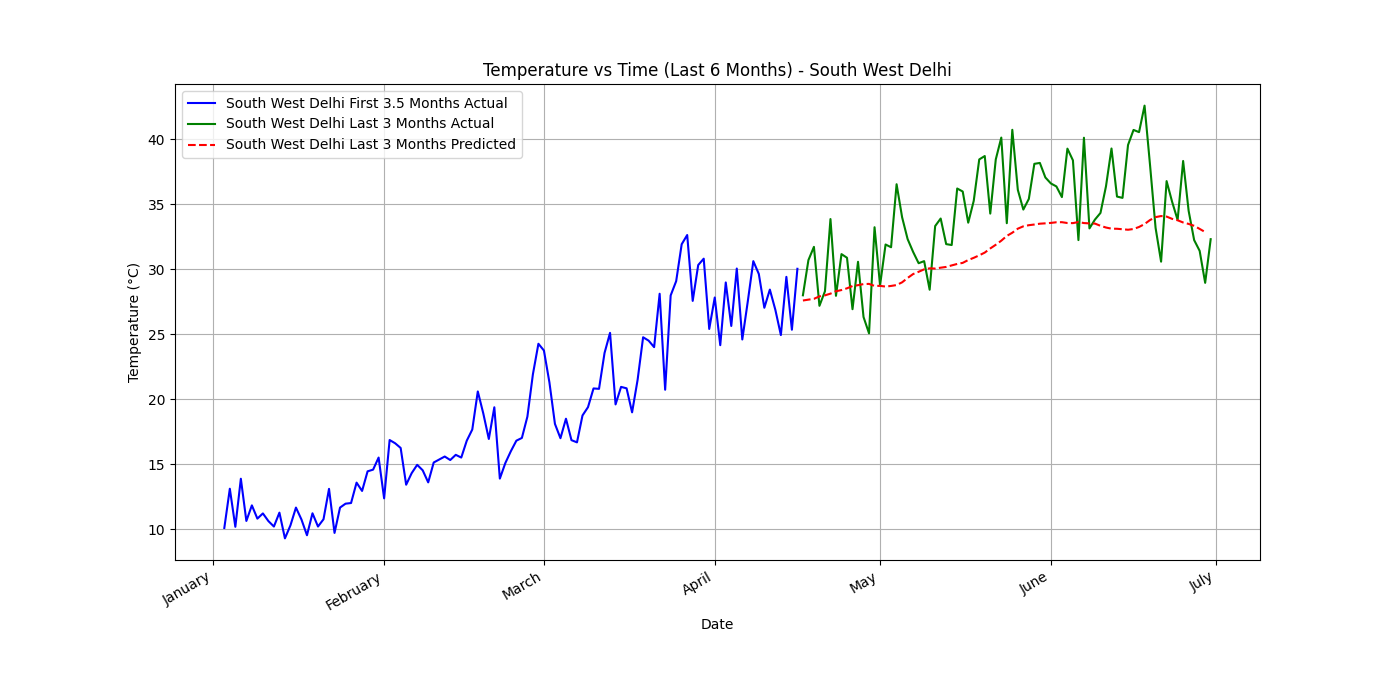 Temperature vs Time (Last 6 Months) - South West Delhi
South West Delhi First 3.5 Months Actual
South West Delhi Last 3 Months Actual
South West Delhi Last 3 Months Predicted
Temperature (°C)
40
35
30
25
20
15
10
January
February
March
April
May
June
July
Date